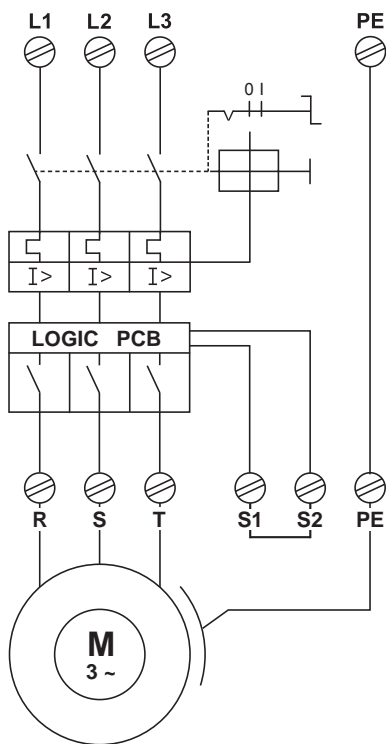 L1 L2 L3 PE
0 I
I> I> I>
LOGIC PCB
R S T S1 S2 PE
M
3 ~